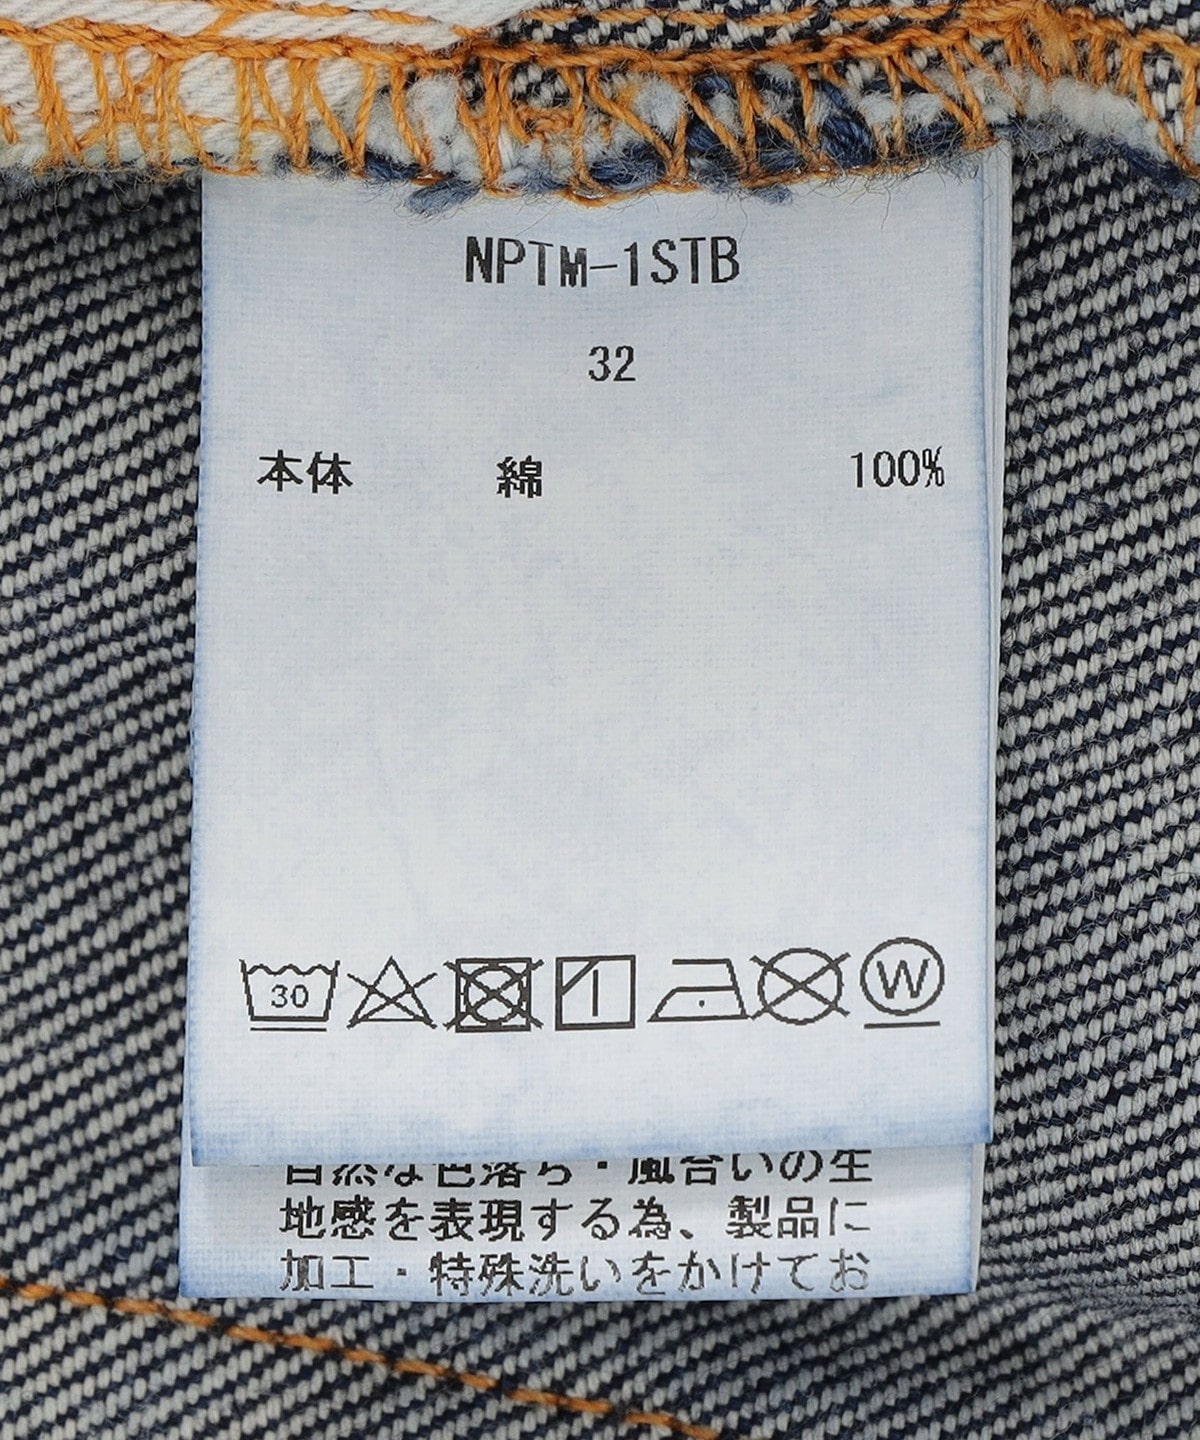 NPTM-1STB
32
本体 綿 100%
30
W
自然な色落ち・風合いの生
地感を表現する為、製品に
加工・特殊洗いをかけてお